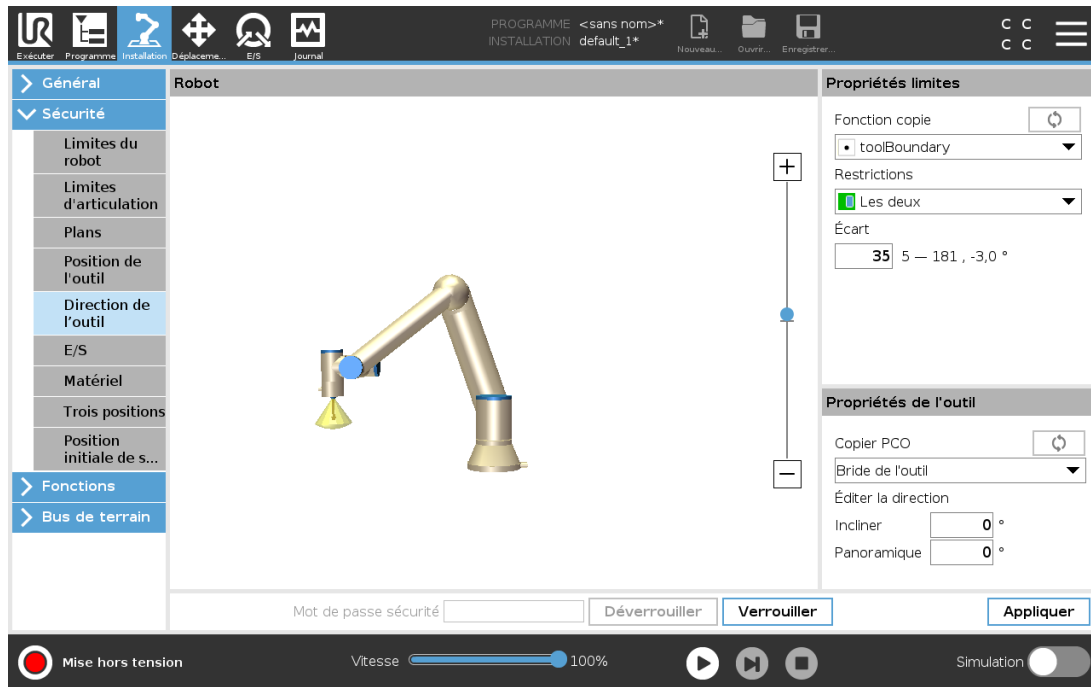 PROGRAMME <sans nom>*
INSTALLATION default_1*
UR
Exécuter
Programme
Installation
Déplaceme...
E/S
Journal
Nouveau...
Ouvrir...
Enregistrer...
C C
C C
Général
Sécurité
Limites du
robot
Limites
d'articulation
Plans
Position de
l'outil
Direction de
l’outil
E/S
Matériel
Trois positions
Position
initiale de s...
Fonctions
Bus de terrain
Robot
Propriétés limites
Fonction copie
toolBoundary
Restrictions
Les deux
Écart
35 5 — 181 , -3,0 °
Propriétés de l'outil
Copier PCO
Bride de l'outil
Éditer la direction
Incliner 0 °
Panoramique 0 °
Mot de passe sécurité
Déverrouiller
Verrouiller
Appliquer
Mise hors tension
Vitesse 100%
Simulation